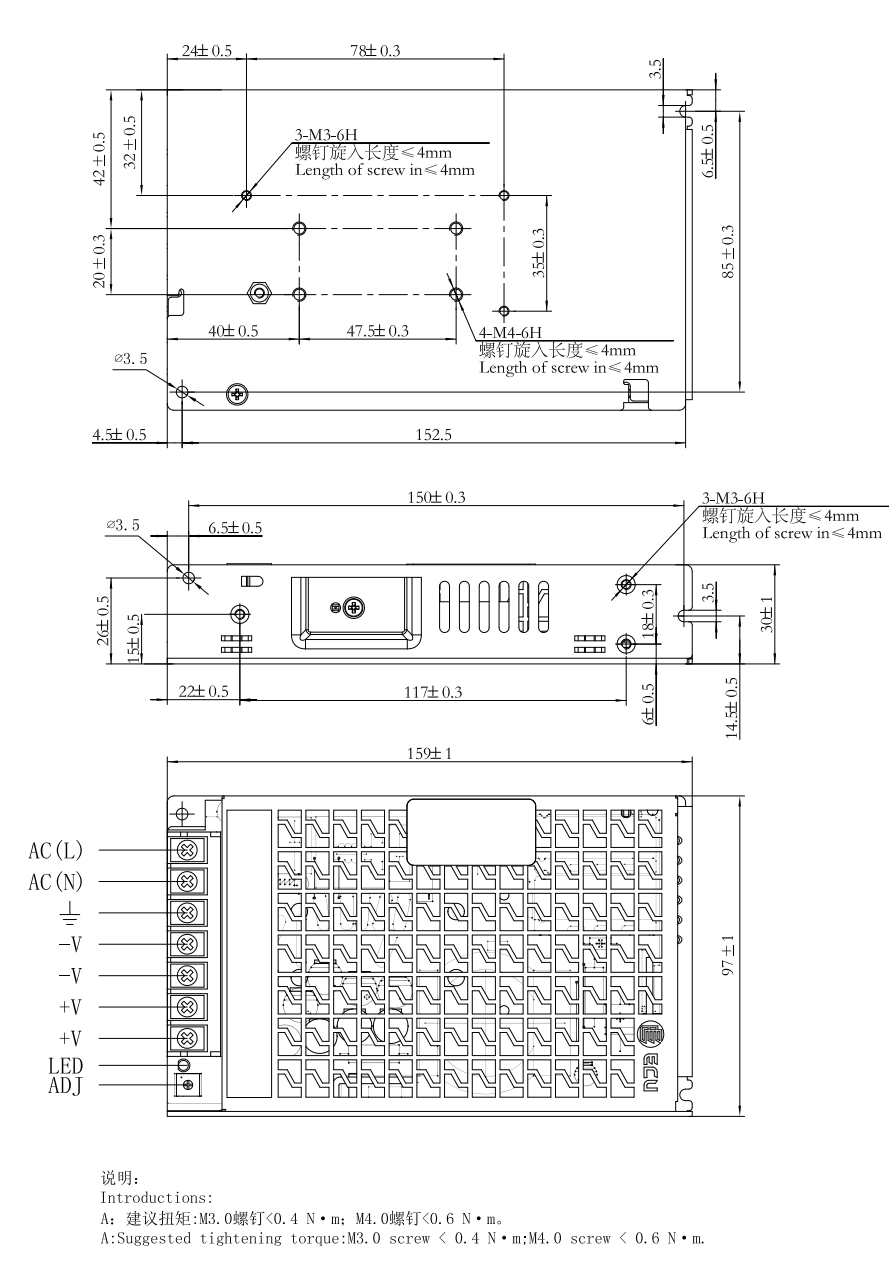 24±0.5
78±0.3
3.5
42±0.5
32±0.5
6.5±0.5
3-M3-6H
螺钉旋入长度≤4mm
Length of screw in≤4mm
20±0.3
35±0.3
85±0.3
40±0.5
47.5±0.3
4-M4-6H
螺钉旋入长度≤4mm
Length of screw in≤4mm
⌀3.5
4.5±0.5
152.5
150±0.3
3-M3-6H
螺钉旋入长度≤4mm
Length of screw in≤4mm
⌀3.5
6.5±0.5
26±0.5
15±0.5
18±0.3
3.5
30±1
22±0.5
117±0.3
6±0.5
14.5±0.5
159±1
AC(L)
AC(N)
-V
-V
+V
+V
LED
ADJ
97±1
ECN
说明:
Introductions:
A: 建议扭矩:M3.0螺钉<0.4 N·m; M4.0螺钉<0.6 N·m。
A:Suggested tightening torque:M3.0 screw < 0.4 N·m;M4.0 screw < 0.6 N·m.